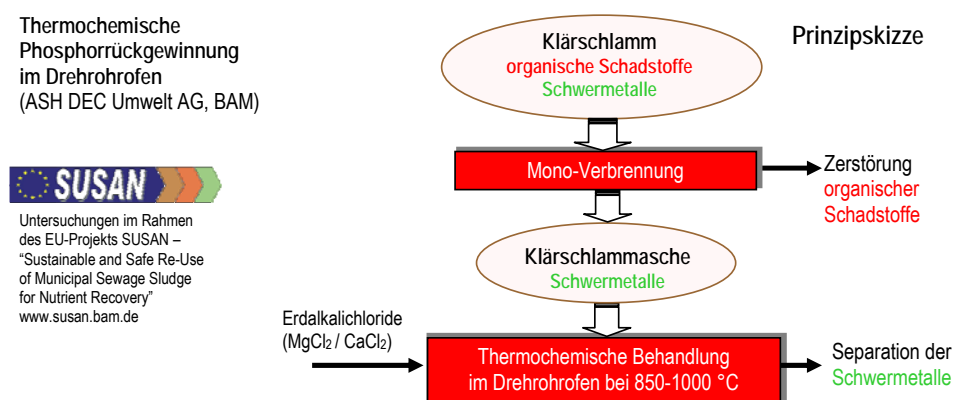 Thermochemische
Phosphorrückgewinnung
im Drehrohrofen
(ASH DEC Umwelt AG, BAM)
Prinzipskizze
Klärschlamm
organische Schadstoffe
Schwermetalle
Mono-Verbrennung
Zerstörung
organischer
Schadstoffe
SUSAN
Untersuchungen im Rahmen
des EU-Projekts SUSAN –
“Sustainable and Safe Re-Use
of Municipal Sewage Sludge
for Nutrient Recovery”
www.susan.bam.de
Klärschlammasche
Schwermetalle
Erdalkalichloride
(MgCl2 / CaCl2)
Thermochemische Behandlung
im Drehrohrofen bei 850-1000 °C
Separation der
Schwermetalle